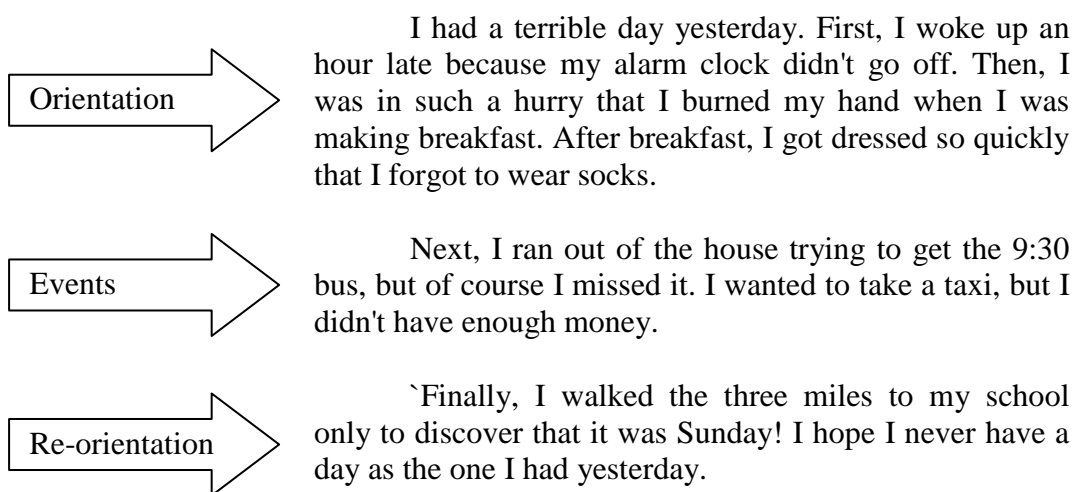 Orientation
I had a terrible day yesterday. First, I woke up an
hour late because my alarm clock didn't go off. Then, I
was in such a hurry that I burned my hand when I was
making breakfast. After breakfast, I got dressed so quickly
that I forgot to wear socks.
Events
Next, I ran out of the house trying to get the 9:30
bus, but of course I missed it. I wanted to take a taxi, but I
didn't have enough money.
Re-orientation
`Finally, I walked the three miles to my school
only to discover that it was Sunday! I hope I never have a
day as the one I had yesterday.